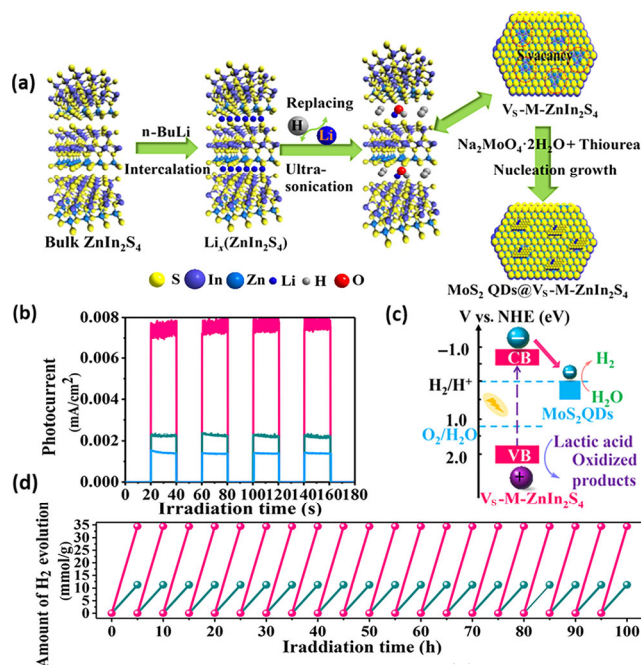 (a)
n-BuLi
Intercalation
Replacing
H
Li
Ultra-
sonication
S vacancy
V_S-M-ZnIn₂S₄
Na₂MoO₄·2H₂O+ Thiourea
Nucleation growth
Bulk ZnIn₂S₄
Liₓ(ZnIn₂S₄)
MoS₂ QDs@V_S-M-ZnIn₂S₄
S In Zn Li H O
(b)
0.008
0.006
0.004
0.002
0.000
Photocurrent
(mA/cm²)
0 20 40 60 80 100 120 140 160 180
Irradiation time (s)
(c)
V vs. NHE (eV)
−1.0
H₂/H⁺
1.0
O₂/H₂O
2.0
CB
VB
H₂
H₂O
MoS₂QDs
Lactic acid
Oxidized
products
V_S-M-ZnIn₂S₄
(d)
Amount of H₂ evolution
(mmol/g)
35
30
25
20
15
10
5
0
0 10 20 30 40 50 60 70 80 90 100
Iraddiation time (h)